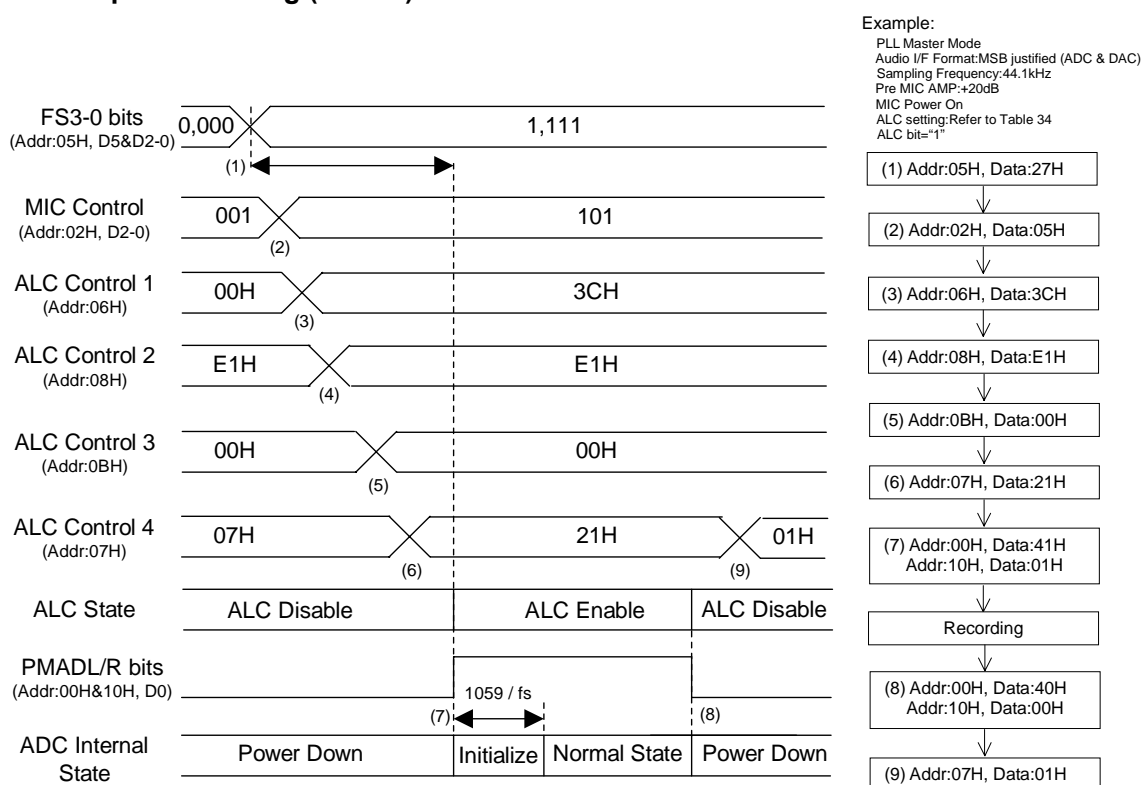 Example:
PLL Master Mode
Audio I/F Format:MSB justified (ADC & DAC)
Sampling Frequency:44.1kHz
Pre MIC AMP:+20dB
MIC Power On
ALC setting:Refer to Table 34
ALC bit="1"
FS3-0 bits
(Addr:05H, D5&D2-0)
0,000
1,111
(1)
MIC Control
(Addr:02H, D2-0)
001
101
(2)
ALC Control 1
(Addr:06H)
00H
3CH
(3)
ALC Control 2
(Addr:08H)
E1H
E1H
(4)
ALC Control 3
(Addr:0BH)
00H
00H
(5)
ALC Control 4
(Addr:07H)
07H
21H
01H
(6)
(9)
ALC State
ALC Disable
ALC Enable
ALC Disable
PMADL/R bits
(Addr:00H&10H, D0)
1059 / fs
(7)
(8)
ADC Internal
State
Power Down
Initialize
Normal State
Power Down
(1) Addr:05H, Data:27H
(2) Addr:02H, Data:05H
(3) Addr:06H, Data:3CH
(4) Addr:08H, Data:E1H
(5) Addr:0BH, Data:00H
(6) Addr:07H, Data:21H
(7) Addr:00H, Data:41H
Addr:10H, Data:01H
Recording
(8) Addr:00H, Data:40H
Addr:10H, Data:00H
(9) Addr:07H, Data:01H